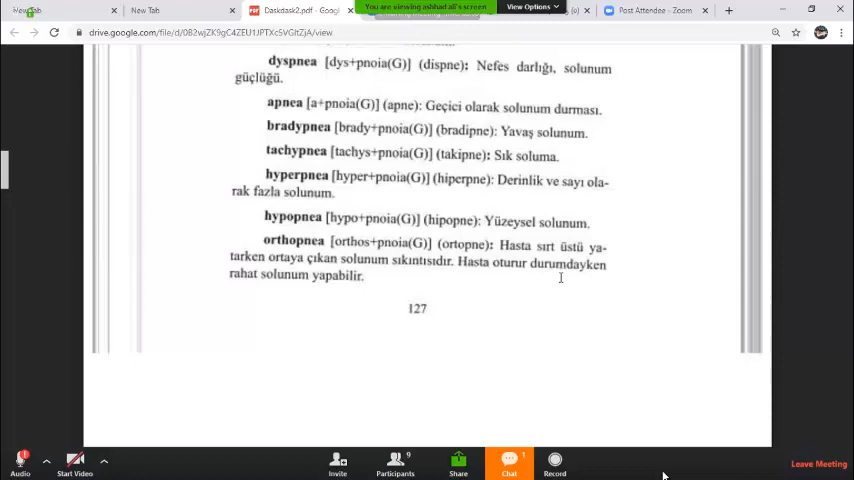 New Tab
New Tab
Daskdask2.pdf - Googl
You are viewing ashhad ali's screen
View Options
Post Attendee - Zoom
drive.google.com/file/d/0B2wjZK9gC4ZEU1JPTXc5VGltZjA/view
dyspnea [dys+pnoia(G)] (dispne): Nefes darlığı, solunum
güçlüğü.
apnea [a+pnoia(G)] (apne): Geçici olarak solunum durması.
bradypnea [brady+pnoia(G)] (bradipne): Yavaş solunum.
tachypnea [tachys+pnoia(G)] (takipne): Sık soluma.
hyperpnea [hyper+pnoia(G)] (hiperpne): Derinlik ve sayı ola-
rak fazla solunum.
hypopnea [hypo+pnoia(G)] (hipopne): Yüzeysel solunum.
orthopnea [orthos+pnoia(G)] (ortopne): Hasta sırt üstü ya-
tarken ortaya çıkan solunum sıkıntısıdır. Hasta oturur durumdayken
rahat solunum yapabilir.
127
Audio
Start Video
Invite
9
Participants
Share
1
Chat
Record
Leave Meeting